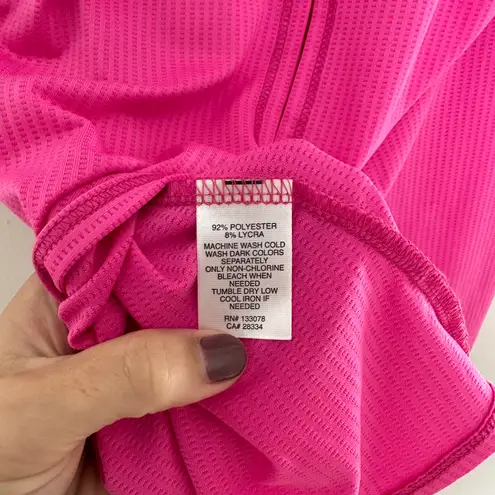 92% POLYESTER
8% LYCRA
MACHINE WASH COLD
WASH DARK COLORS
SEPARATELY
ONLY NON-CHLORINE
BLEACH WHEN
NEEDED
TUMBLE DRY LOW
COOL IRON IF
NEEDED
RN# 133078
CA# 28334